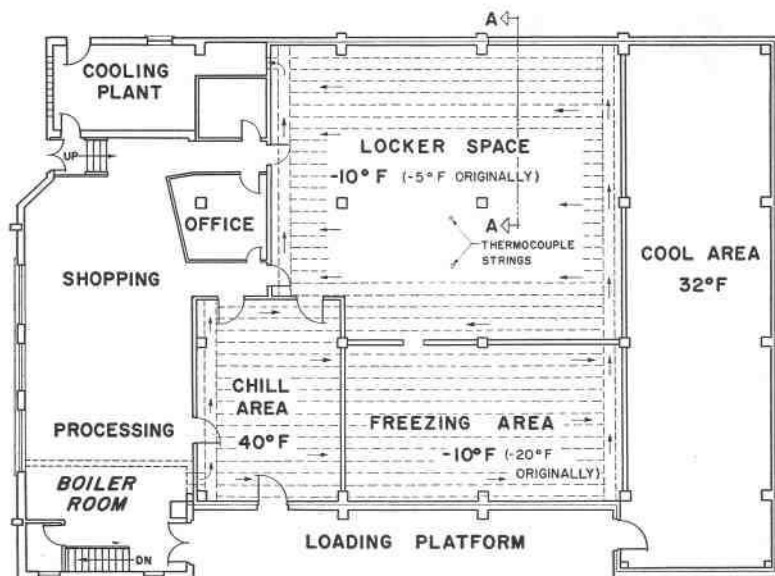 A
COOLING
PLANT
UP
LOCKER SPACE
-10°F (-5°F ORIGINALLY)
OFFICE
A
THERMOCOUPLE
STRINGS
COOL AREA
32°F
SHOPPING
CHILL
AREA
40°F
PROCESSING
FREEZING AREA
-10°F (-20°F
ORIGINALLY)
BOILER
ROOM
LOADING PLATFORM
DN